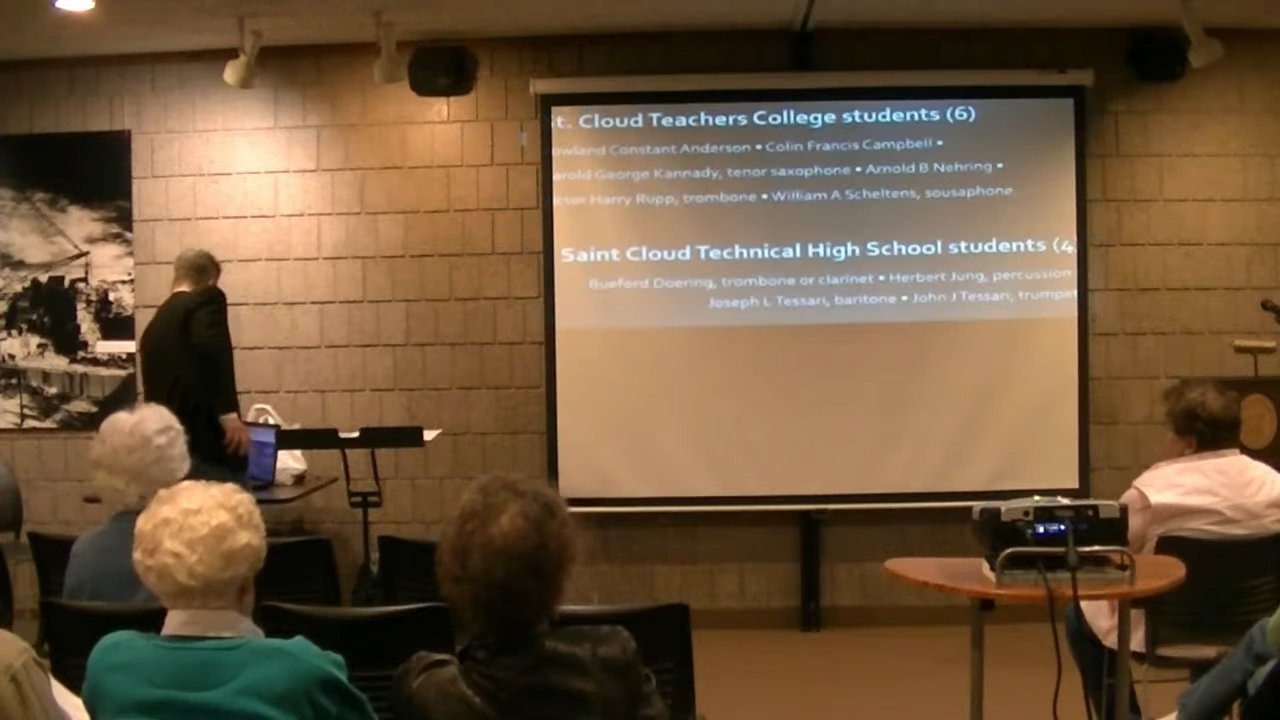 t. Cloud Teachers College students (6)
owland Constant Anderson • Colin Francis Campbell •
arold George Kannady, tenor saxophone • Arnold B Nehring •
ctor Harry Rupp, trombone • William A Scheltens, sousaphone
Saint Cloud Technical High School students (4
Bueford Doering, trombone or clarinet • Herbert Jung, percussion
Joseph L Tessari, baritone • John J Tessari, trumpet